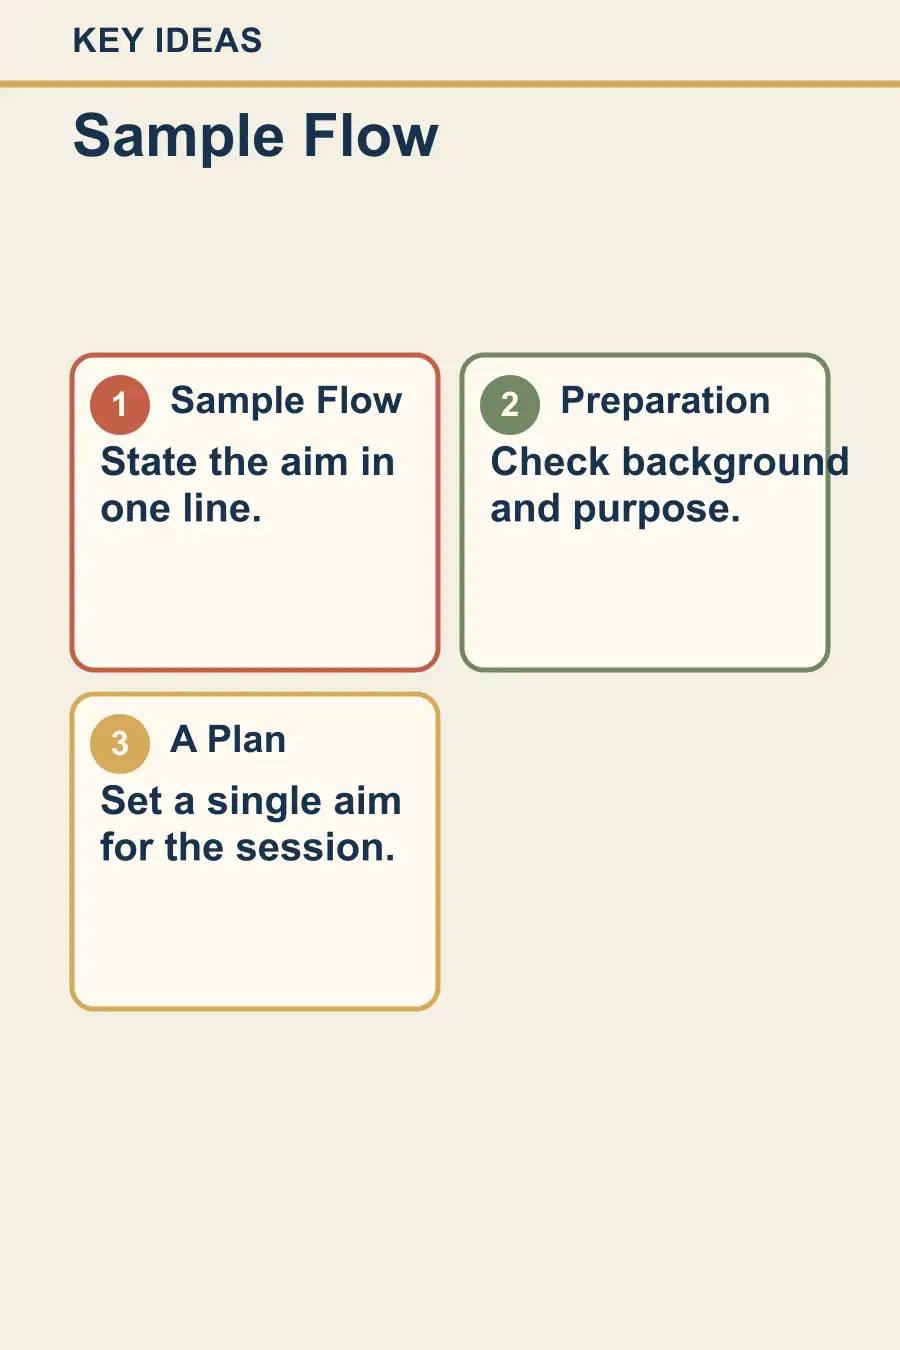 KEY IDEAS
Sample Flow
1 Sample Flow
State the aim in
one line.
2 Preparation
Check background
and purpose.
3 A Plan
Set a single aim
for the session.